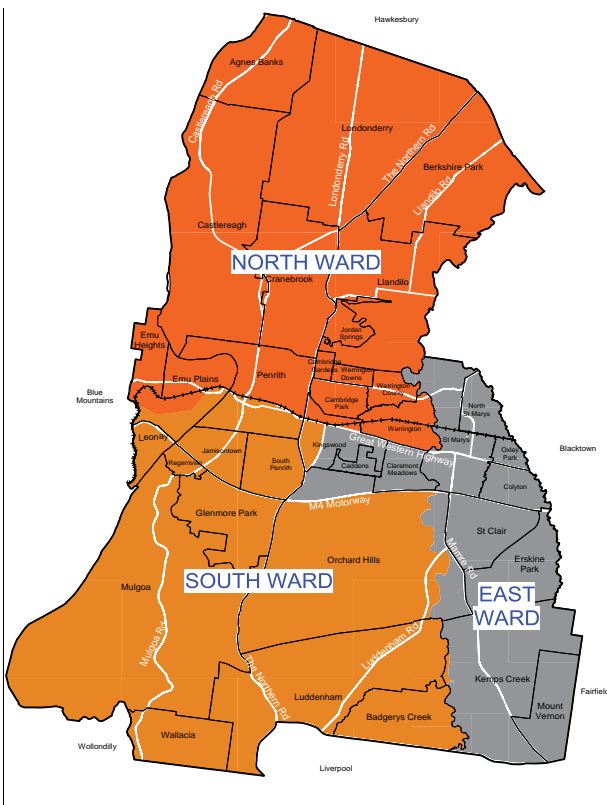 Hawkesbury
Agnes Banks
Castlereagh Rd
Londonderry
Londonderry Rd
The Northern Rd
Berkshire Park
Llandilo Rd
Castlereagh
NORTH WARD
Cranebrook
Llandilo
Jordan
Springs
Emu
Heights
Emu Plains
Penrith
Cambridge
Gardens
Werrington
Downs
Werrington
County
Cambridge
Park
Werrington
North
St Marys
Blue
Mountains
Leonay
Regentville
Jamisontown
South
Penrith
Kingswood
Caddens
Claremont
Meadows
Great Western Highway
St Marys
Oxley
Park
Colyton
Blacktown
M4 Motorway
Glenmore Park
St Clair
Orchard Hills
Erskine
Park
Mamre Rd
Mulgoa
SOUTH WARD
EAST
WARD
Mulgoa Rd
The Northern Rd
Luddenham Rd
Luddenham
Kemps Creek
Mount
Vernon
Fairfield
Badgerys Creek
Wallacia
Wollondilly
Liverpool